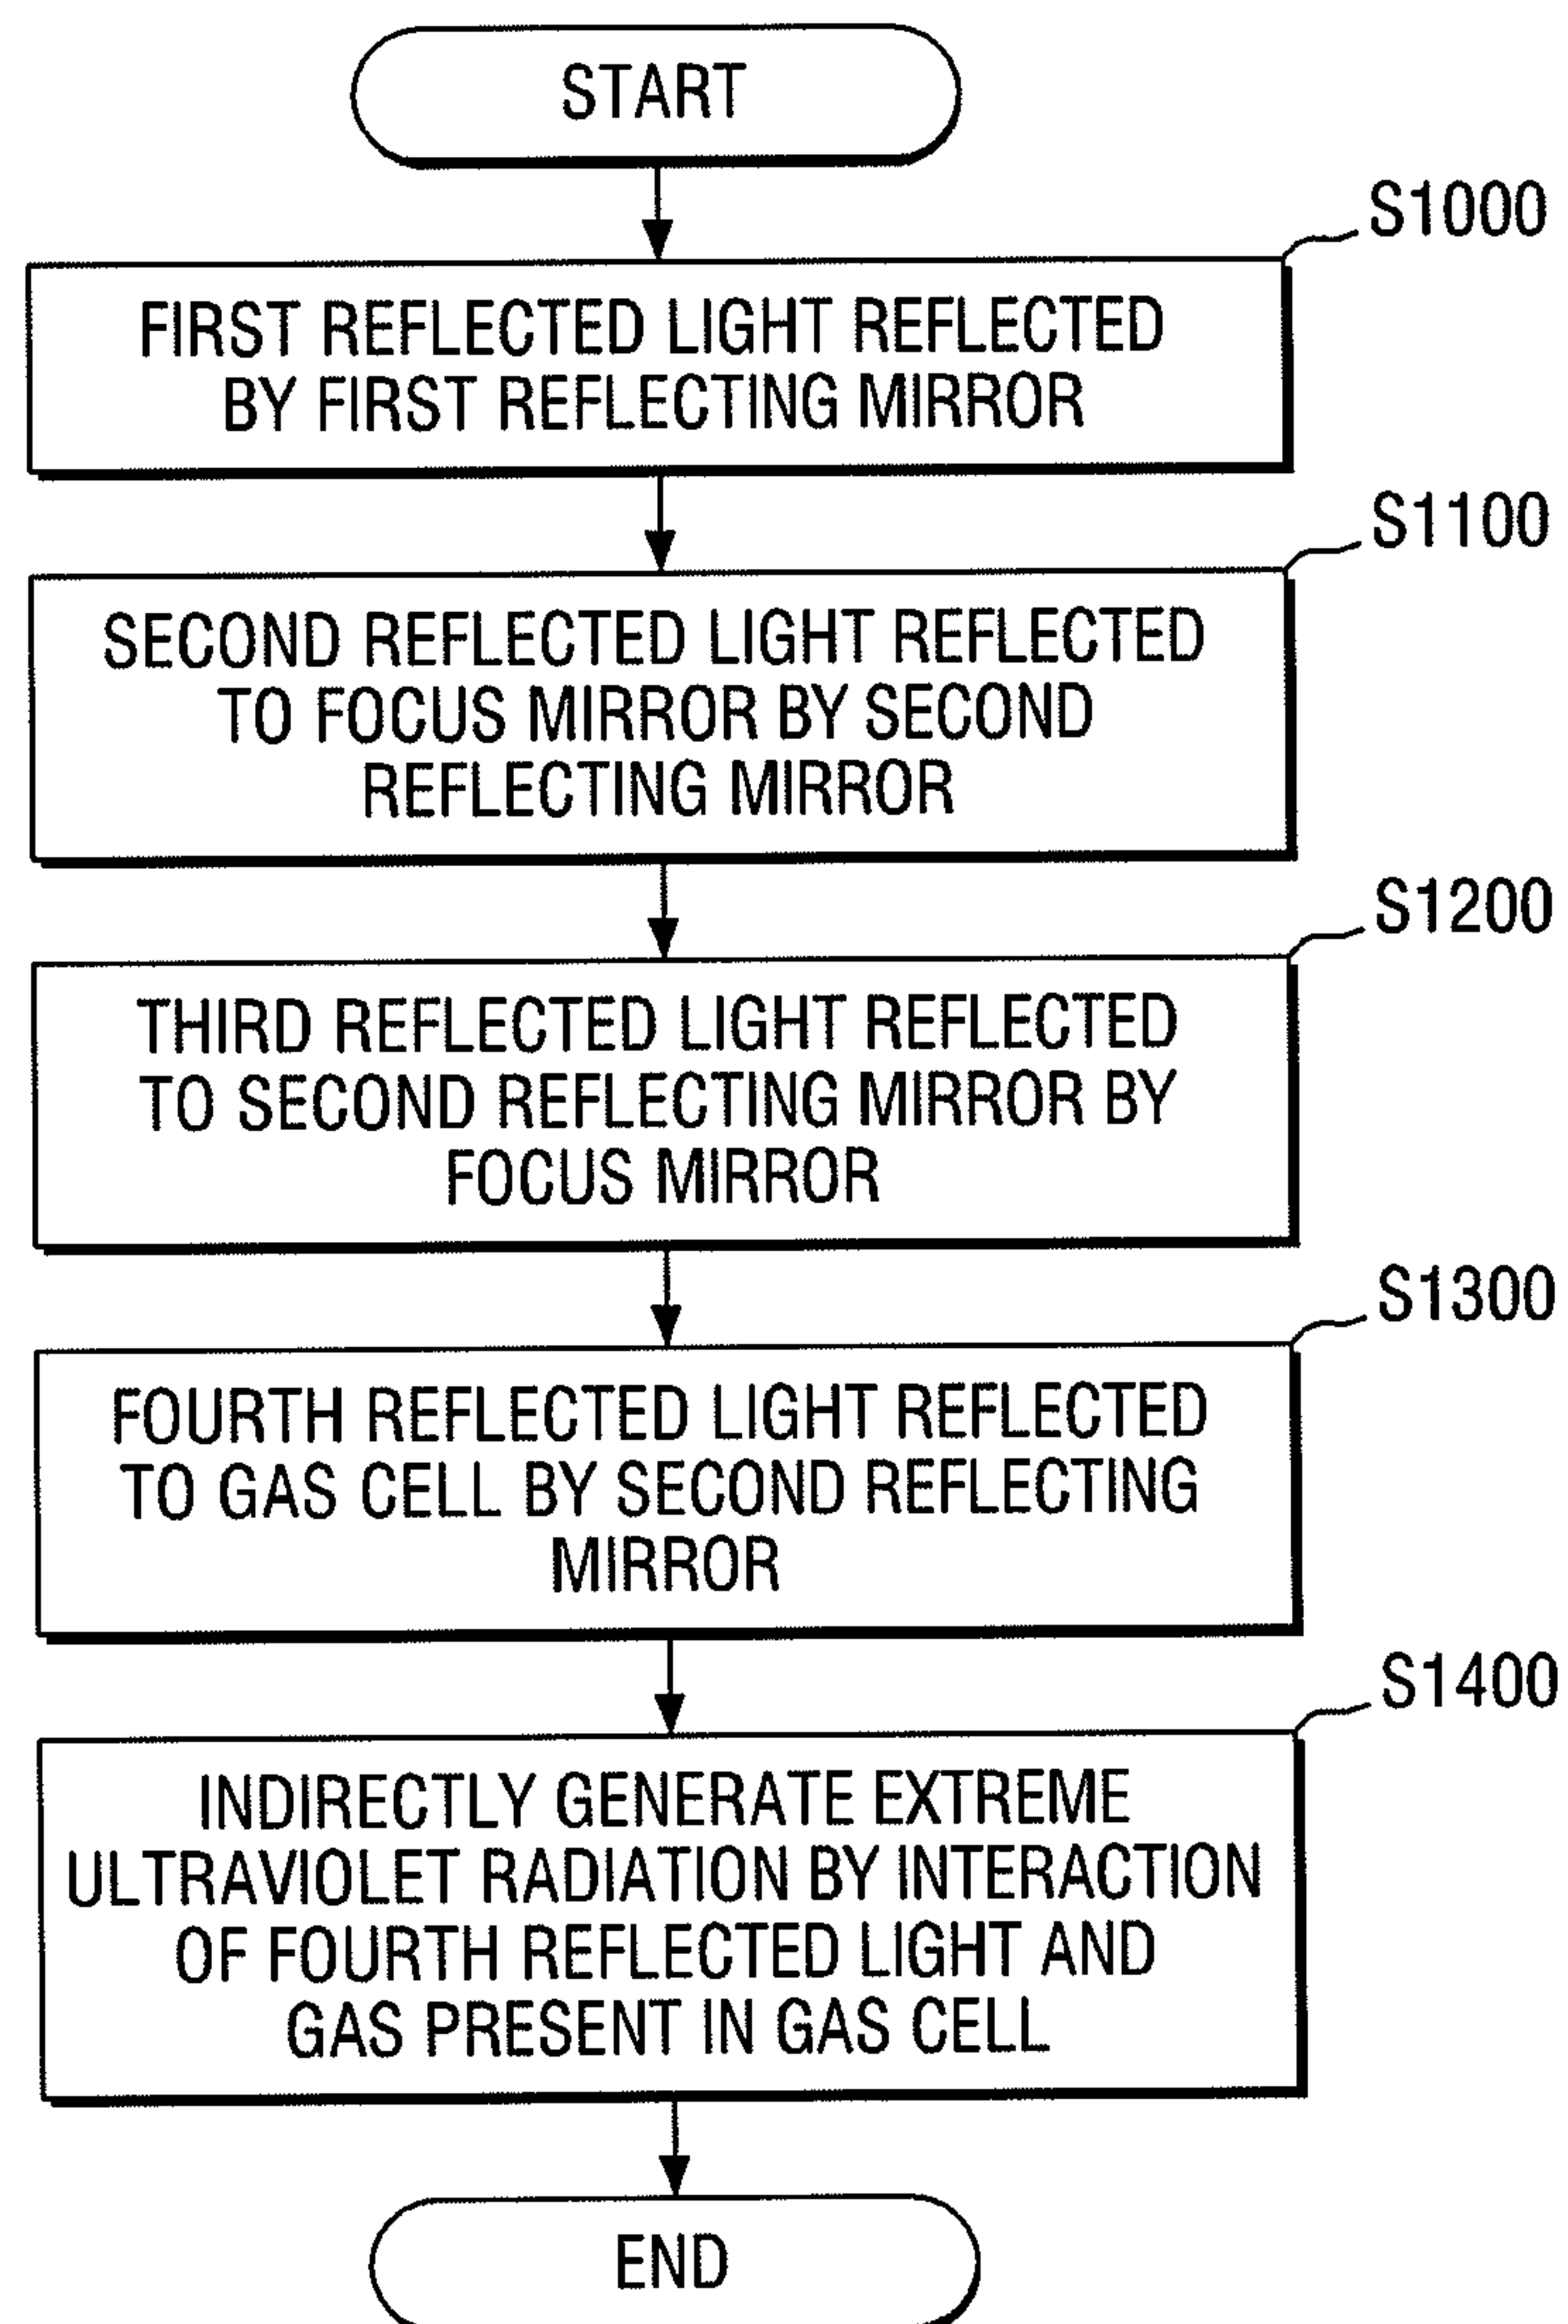 START
S1000
FIRST REFLECTED LIGHT REFLECTED
BY FIRST REFLECTING MIRROR
S1100
SECOND REFLECTED LIGHT REFLECTED
TO FOCUS MIRROR BY SECOND
REFLECTING MIRROR
S1200
THIRD REFLECTED LIGHT REFLECTED
TO SECOND REFLECTING MIRROR BY
FOCUS MIRROR
S1300
FOURTH REFLECTED LIGHT REFLECTED
TO GAS CELL BY SECOND REFLECTING
MIRROR
S1400
INDIRECTLY GENERATE EXTREME
ULTRAVIOLET RADIATION BY INTERACTION
OF FOURTH REFLECTED LIGHT AND
GAS PRESENT IN GAS CELL
END